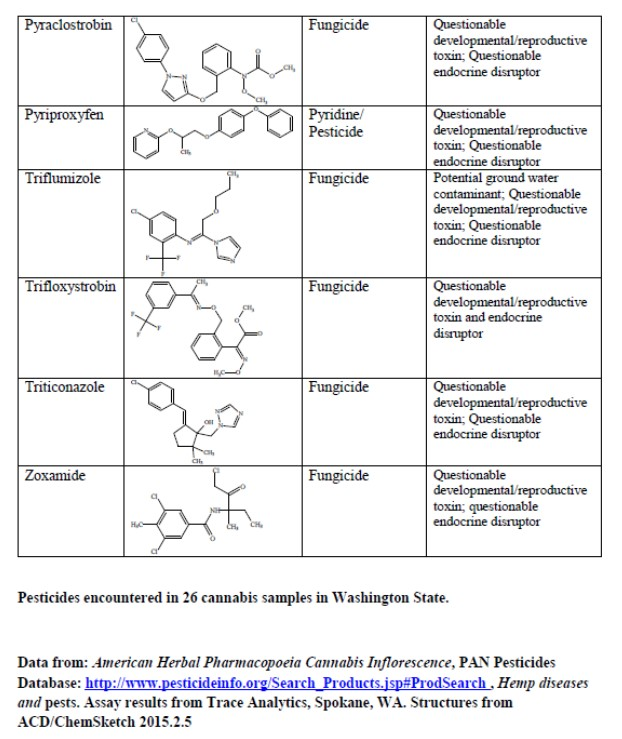 Pyraclostrobin Fungicide Questionable
developmental/reproductive
toxin; Questionable
endocrine disruptor
Pyriproxyfen Pyridine/ Questionable
Pesticide developmental/reproductive
toxin; Questionable
endocrine disruptor
Triflumizole Fungicide Potential ground water
contaminant; Questionable
developmental/reproductive
toxin; Questionable
endocrine disruptor
Trifloxystrobin Fungicide Questionable
developmental/reproductive
toxin and endocrine
disruptor
Triticonazole Fungicide Questionable
developmental/reproductive
toxin; Questionable
endocrine disruptor
Zoxamide Fungicide Questionable
developmental/reproductive
toxin; questionable
endocrine disruptor
Pesticides encountered in 26 cannabis samples in Washington State.
Data from: American Herbal Pharmacopoeia Cannabis Inflorescence, PAN Pesticides
Database: http://www.pesticideinfo.org/Search_Products.jsp#ProdSearch , Hemp diseases
and pests. Assay results from Trace Analytics, Spokane, WA. Structures from
ACD/ChemSketch 2015.2.5